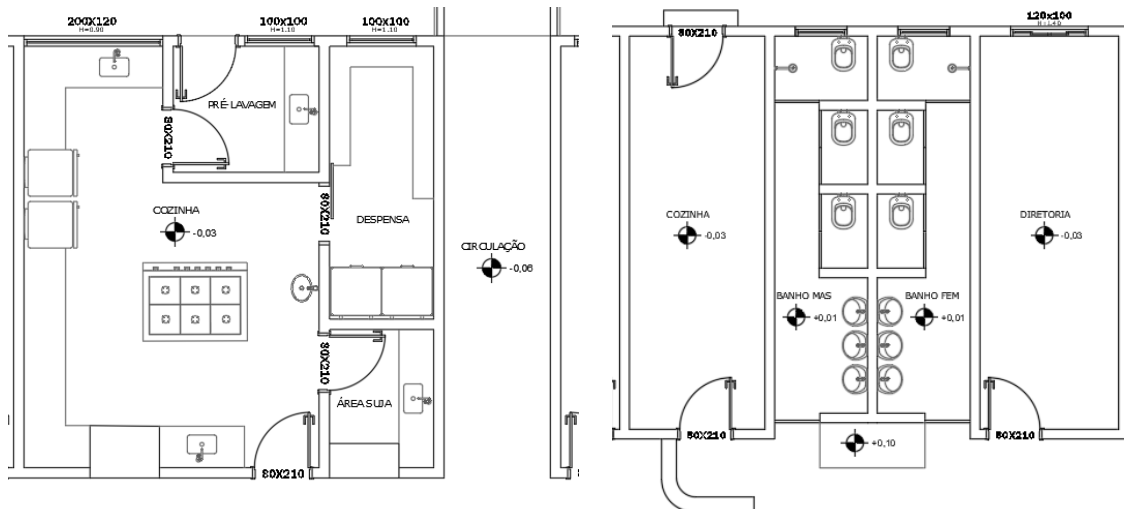 200X120
H=0.90
100X100
H=1.10
100X100
H=1.10
PRÉ-LAVAGEM
80X210
COZINHA
-0,03
80X210
DESPENSA
CIRCULAÇÃO
-0,06
80X210
ÁREA SUJA
80X210
80X210
120x100
H=1.40
COZINHA
-0,03
DIRETORIA
-0,03
BANHO MAS
+0,01
BANHO FEM
+0,01
80X210
80X210
+0,10